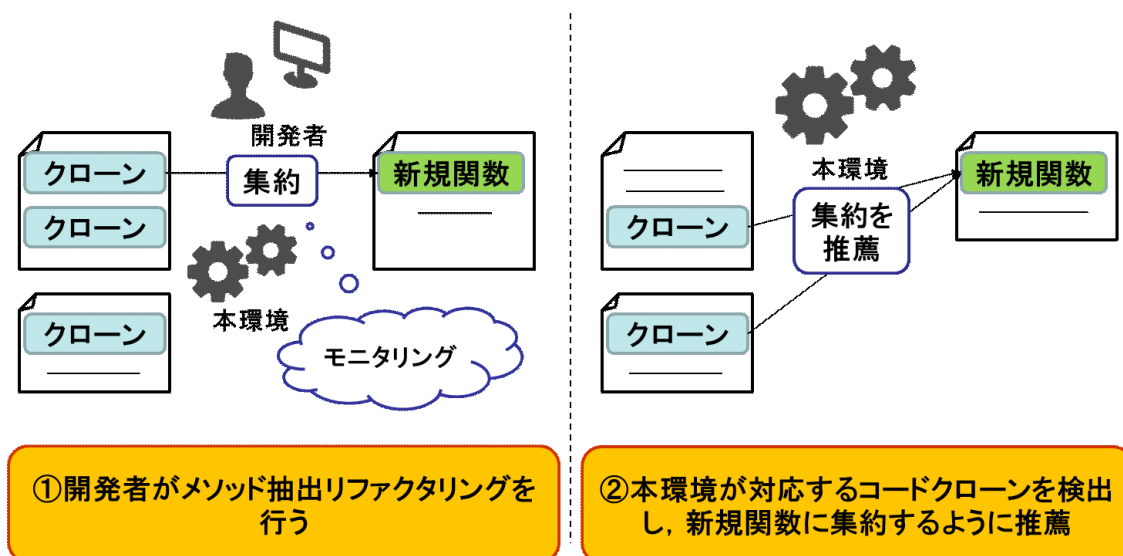 開発者
クローン
集約
新規関数
クローン
本環境
クローン
モニタリング
①開発者がメソッド抽出リファクタリングを
行う
本環境
新規関数
クローン
集約を
推薦
クローン
②本環境が対応するコードクローンを検出
し，新規関数に集約するように推薦